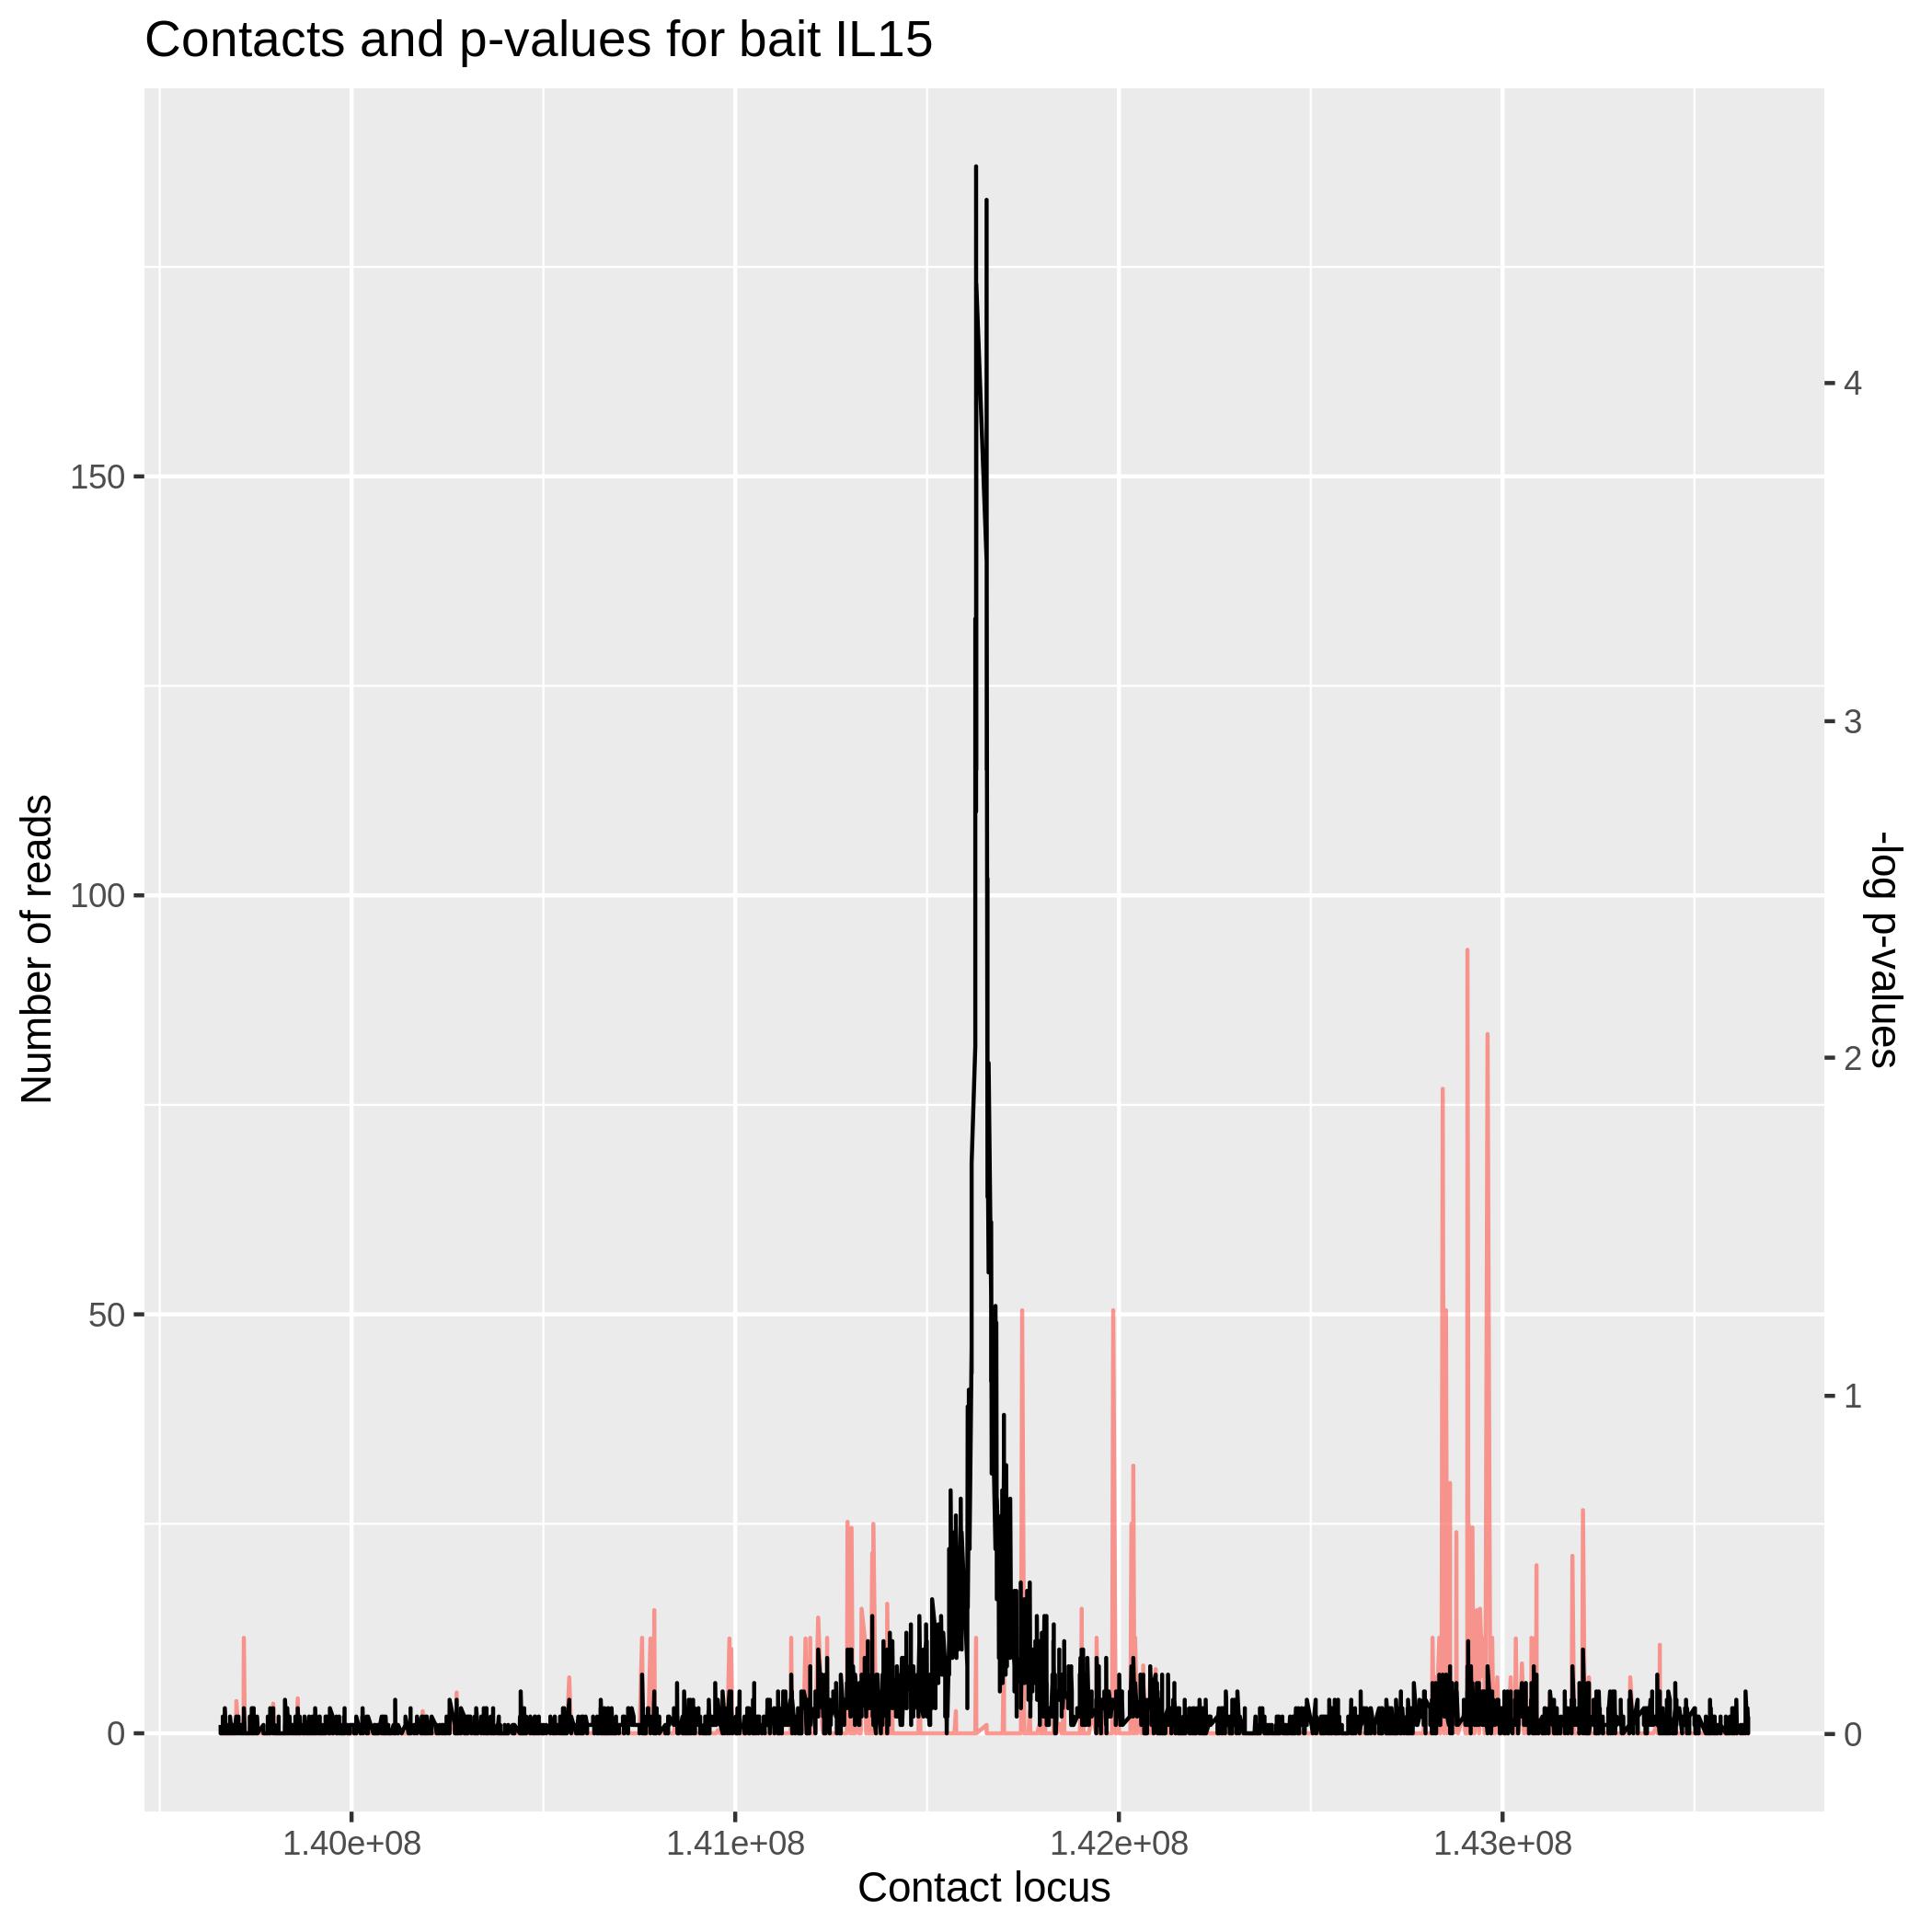 Contacts and p-values for bait IL15
Number of reads
150
100
50
0
4
3
2
1
0
-log p-values
1.40e+08
1.41e+08
1.42e+08
1.43e+08
Contact locus